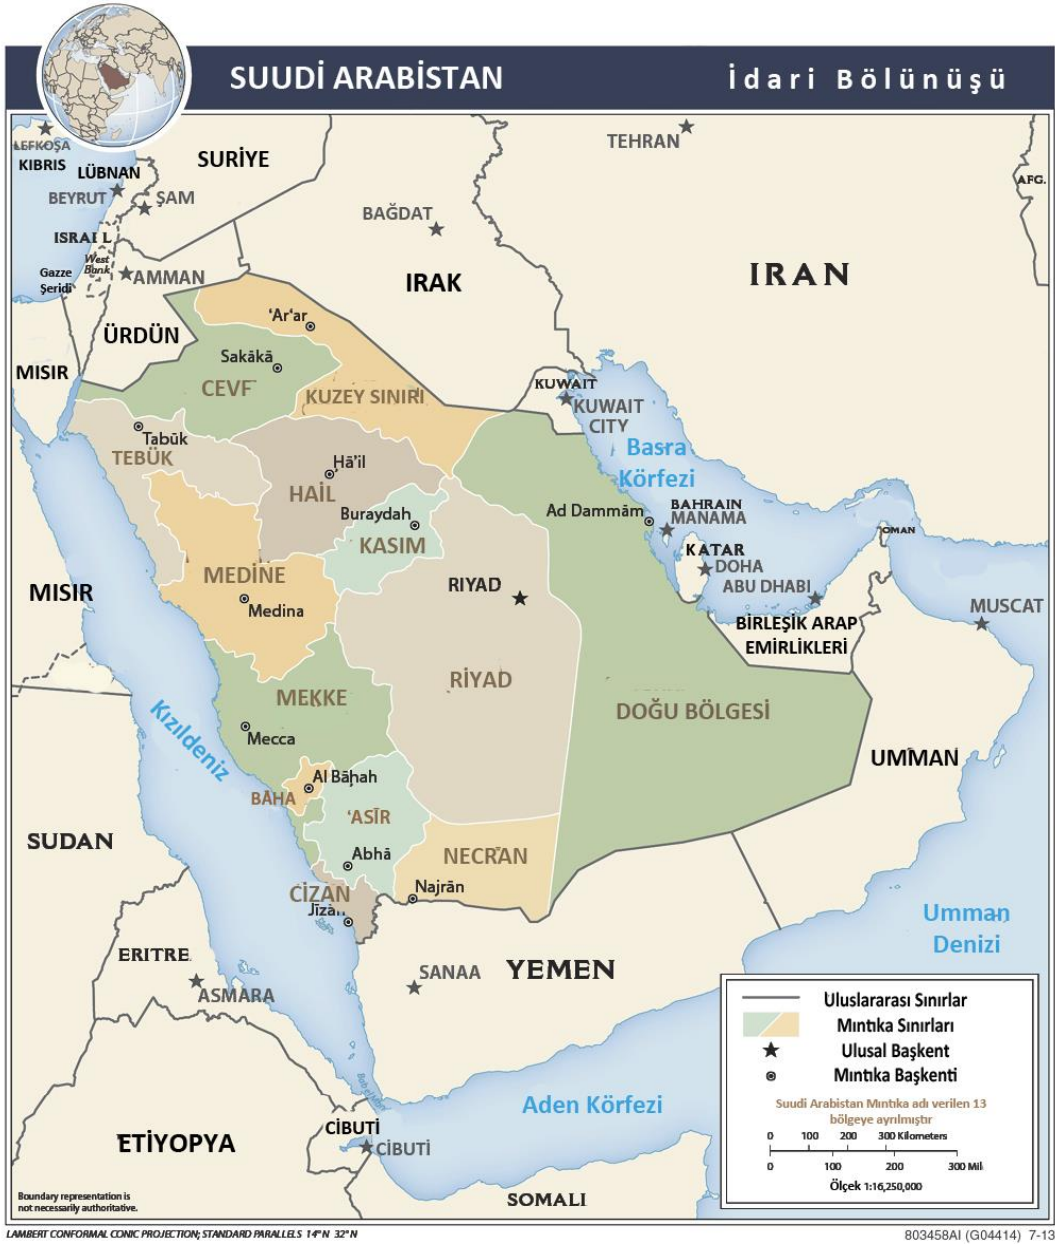 SUUDİ ARABİSTAN
İdari Bölünüşü
LEFKOŞA
KIBRIS
LÜBNAN
BEYRUT
ŞAM
SURİYE
TEHRAN
AFG.
BAĞDAT
ISRAIL
West
Bank
Gazze
Şeridi
AMMAN
IRAK
IRAN
ÜRDÜN
MISIR
'Ar'ar
Sakākā
CEVF
KUZEY SINIRI
KUWAIT
KUWAIT
CITY
Tabūk
TEBÜK
Ḥā'il
HAİL
Basra
Körfezi
Buraydah
KASIM
Ad Dammām
BAHRAIN
MANAMA
OMAN
KATAR
DOHA
ABU DHABI
MISIR
MEDİNE
Medina
RIYAD
BİRLEŞİK ARAP
EMİRLİKLERİ
MUSCAT
RİYAD
MEKKE
Mecca
DOĞU BÖLGESİ
Kızıldeniz
UMMAN
Al Bāḥah
BĀHA
'ASĪR
SUDAN
Abhā
NECRAN
Najrān
CİZAN
Jīzān
Umman
Denizi
ERITRE
ASMARA
SANAA
YEMEN
Uluslararası Sınırlar
Mıntıka Sınırları
Ulusal Başkent
Mıntıka Başkenti
Suudi Arabistan Mıntıka adı verilen 13
bölgeye ayrılmıştır
0 100 200 300 Kilometers
0 100 200 300 Mil
Ölçek 1:16,250,000
Aden Körfezi
CİBUTİ
CİBUTİ
ETİYOPYA
SOMALI
Boundary representation is
not necessarily authoritative.
LAMBERT CONFORMAL CONIC PROJECTION; STANDARD PARALLELS 14°N 32°N
803458AI (G04414) 7-13